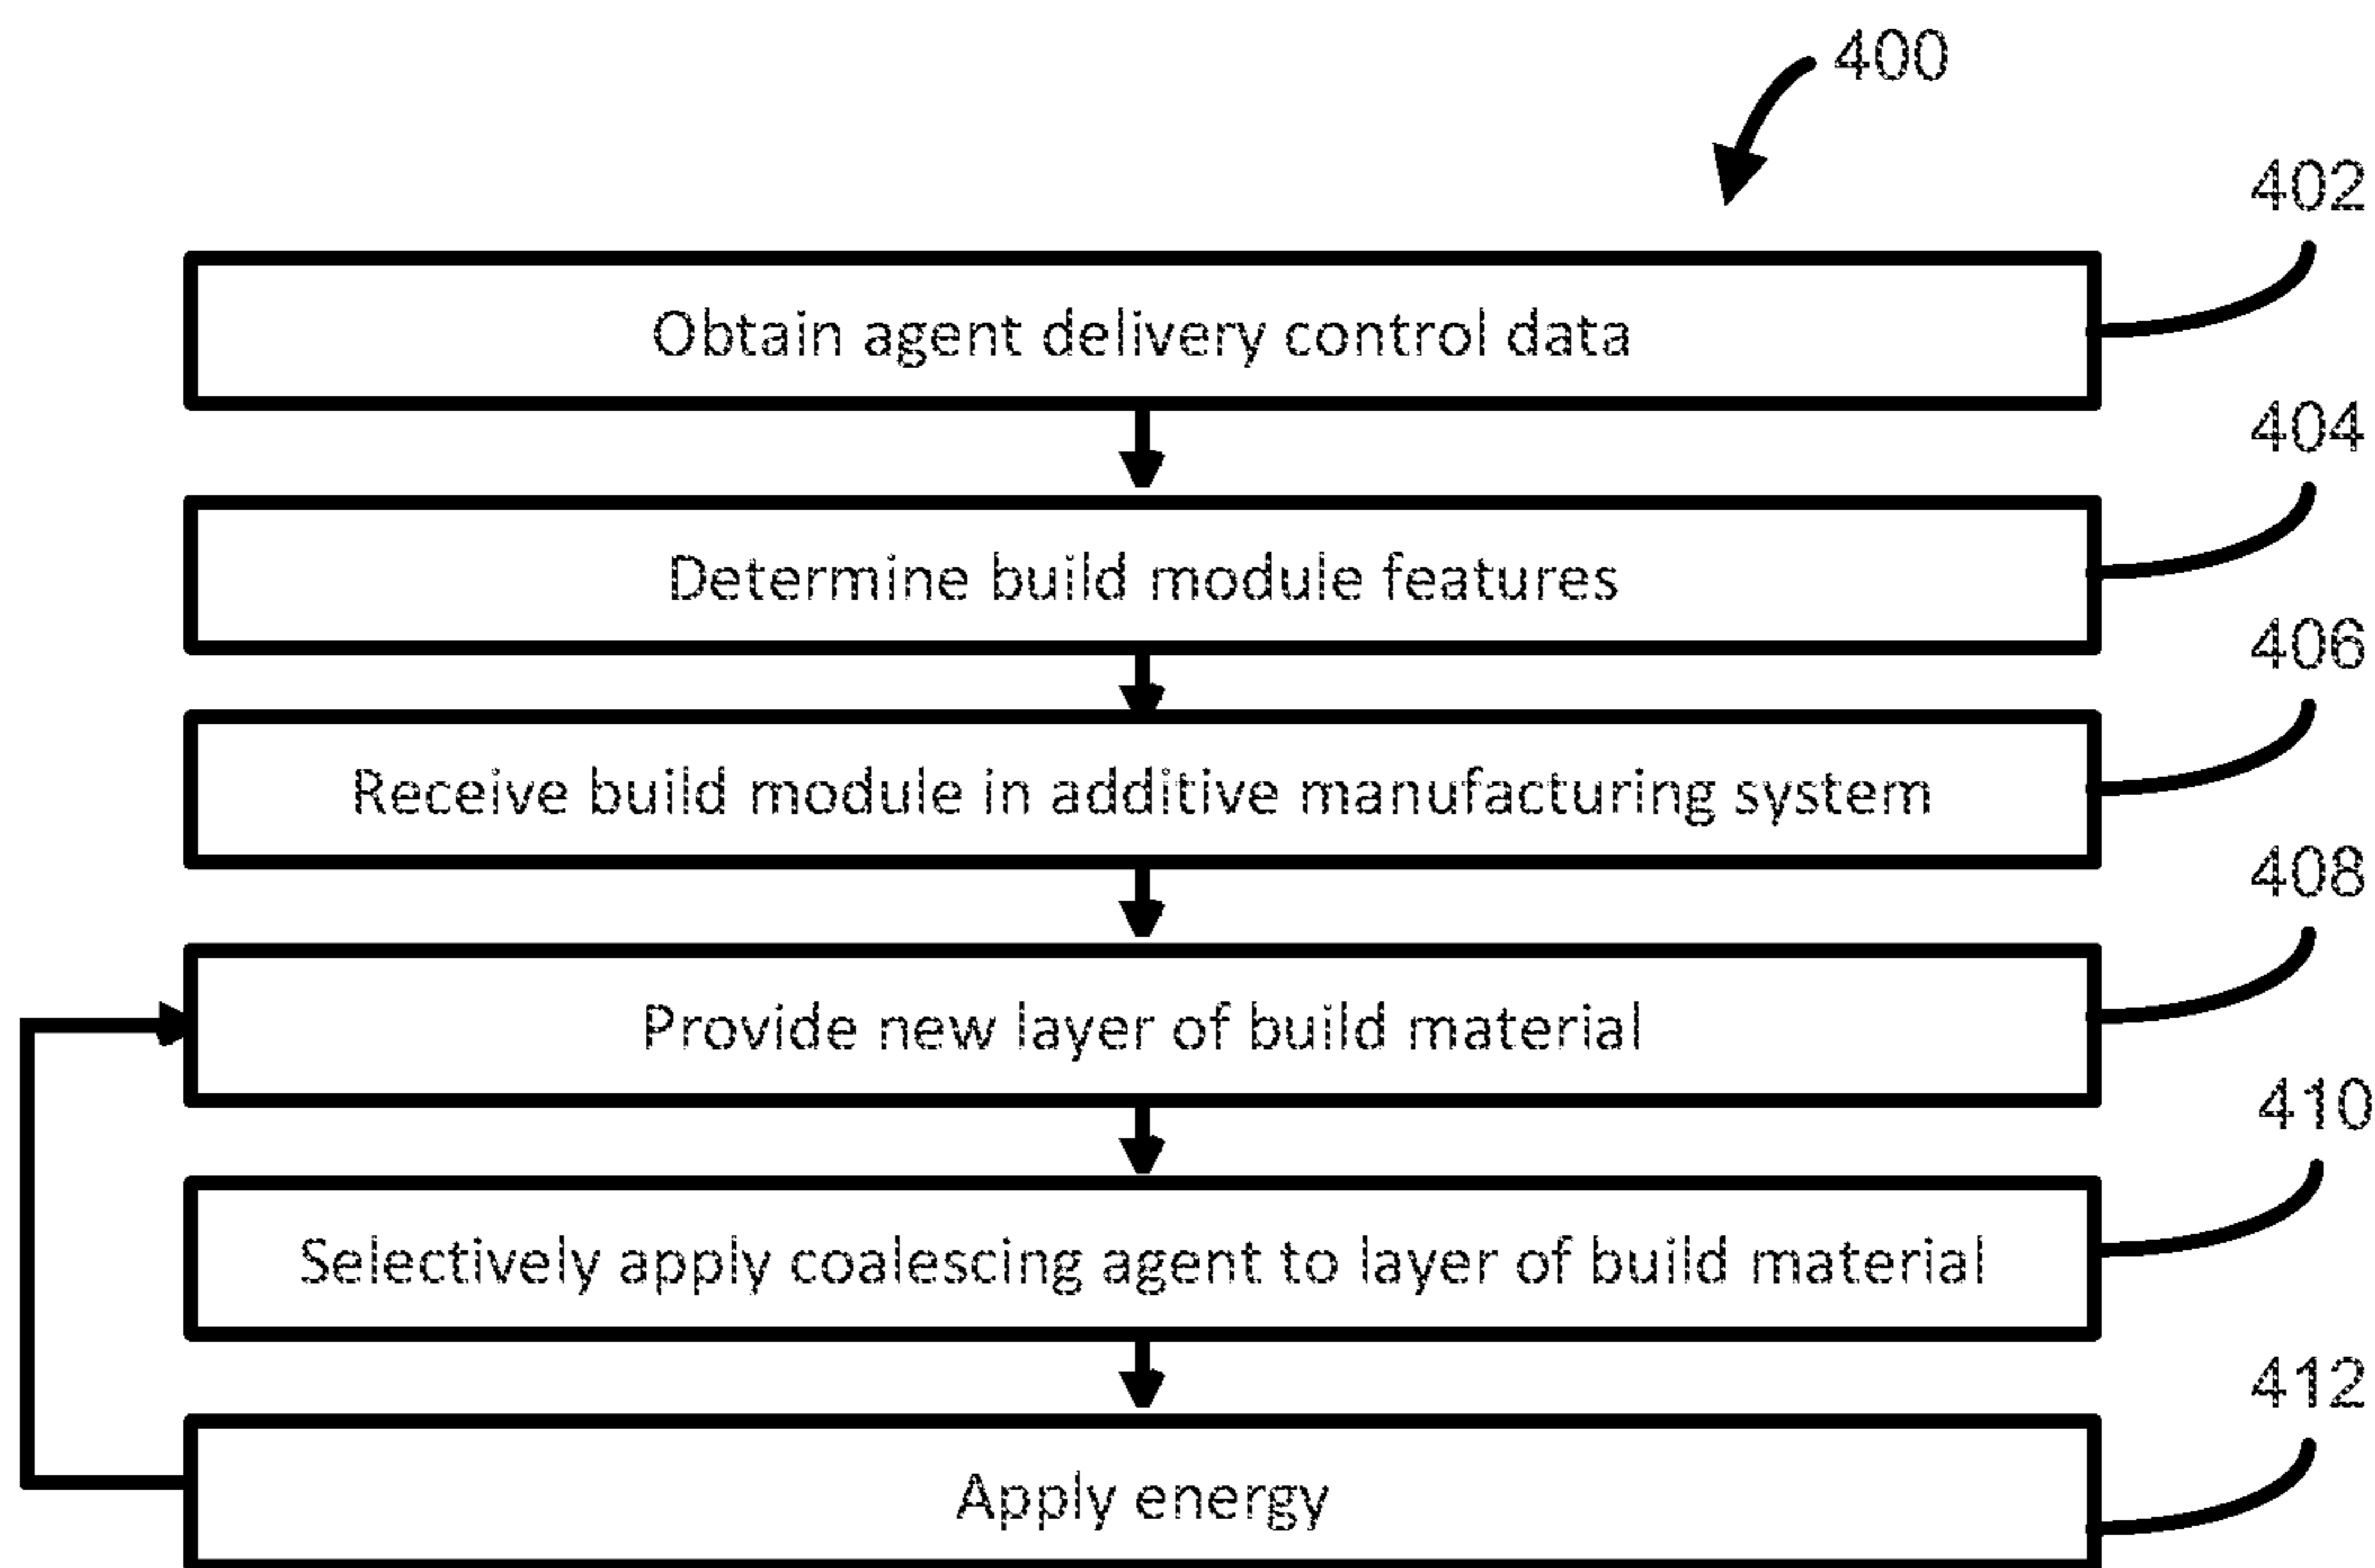 400
402
Obtain agent delivery control data
404
Determine build module features
406
Receive build module in additive manufacturing system
408
Provide new layer of build material
410
Selectively apply coalescing agent to layer of build material
412
Apply energy